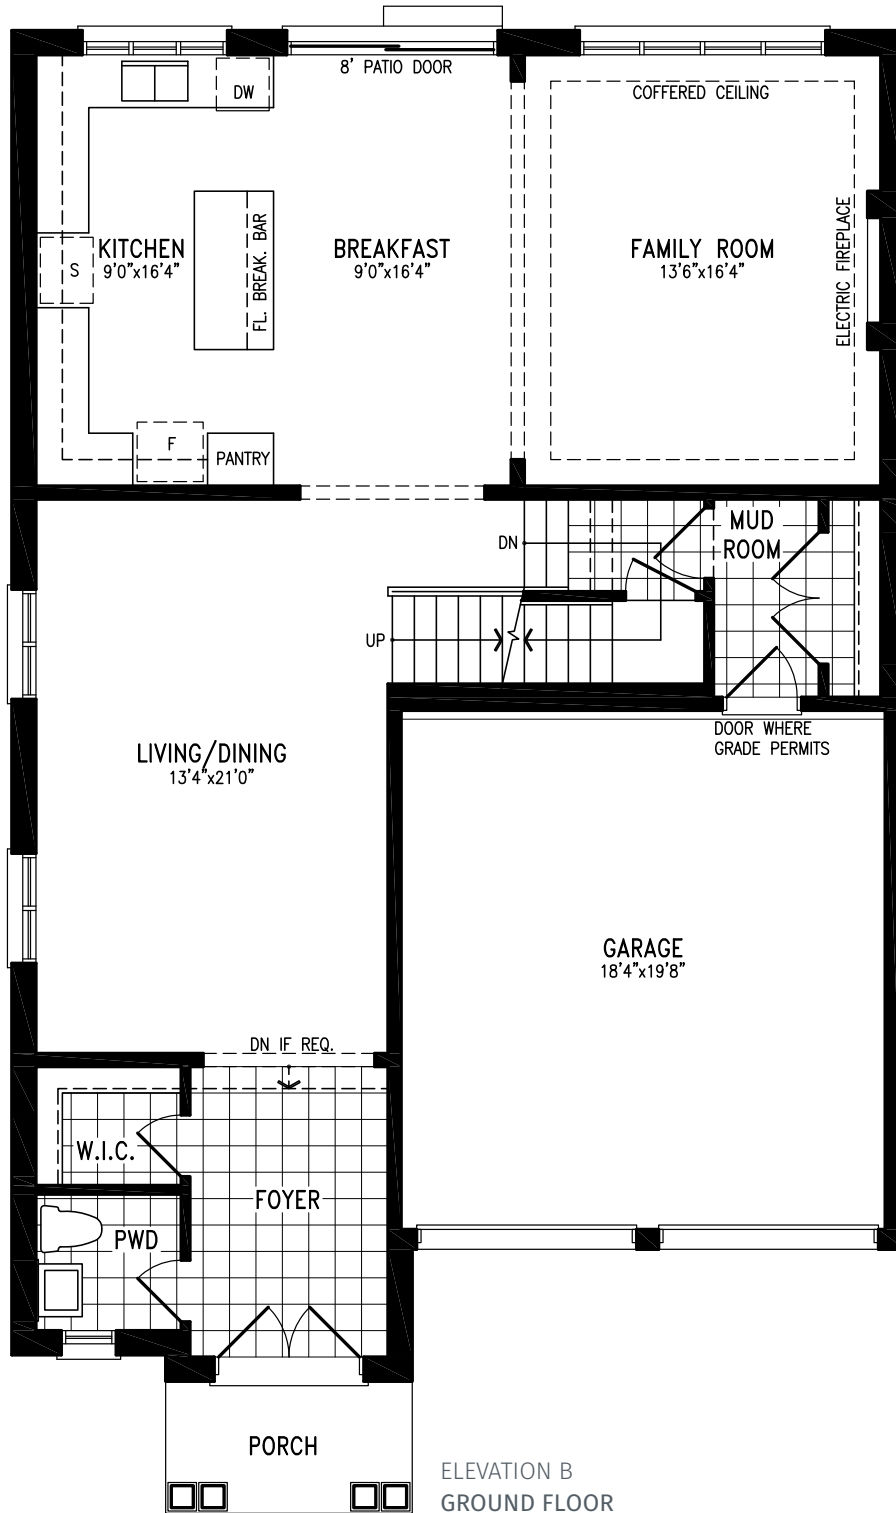 8' PATIO DOOR
DW
COFFERED CEILING
KITCHEN
9'0"x16'4"
S
FL. BREAK. BAR
BREAKFAST
9'0"x16'4"
FAMILY ROOM
13'6"x16'4"
ELECTRIC FIREPLACE
F
PANTRY
DN
MUD
ROOM
UP
DOOR WHERE
GRADE PERMITS
LIVING/DINING
13'4"x21'0"
GARAGE
18'4"x19'8"
DN IF REQ.
W.I.C.
FOYER
PWD
PORCH
ELEVATION B
GROUND FLOOR